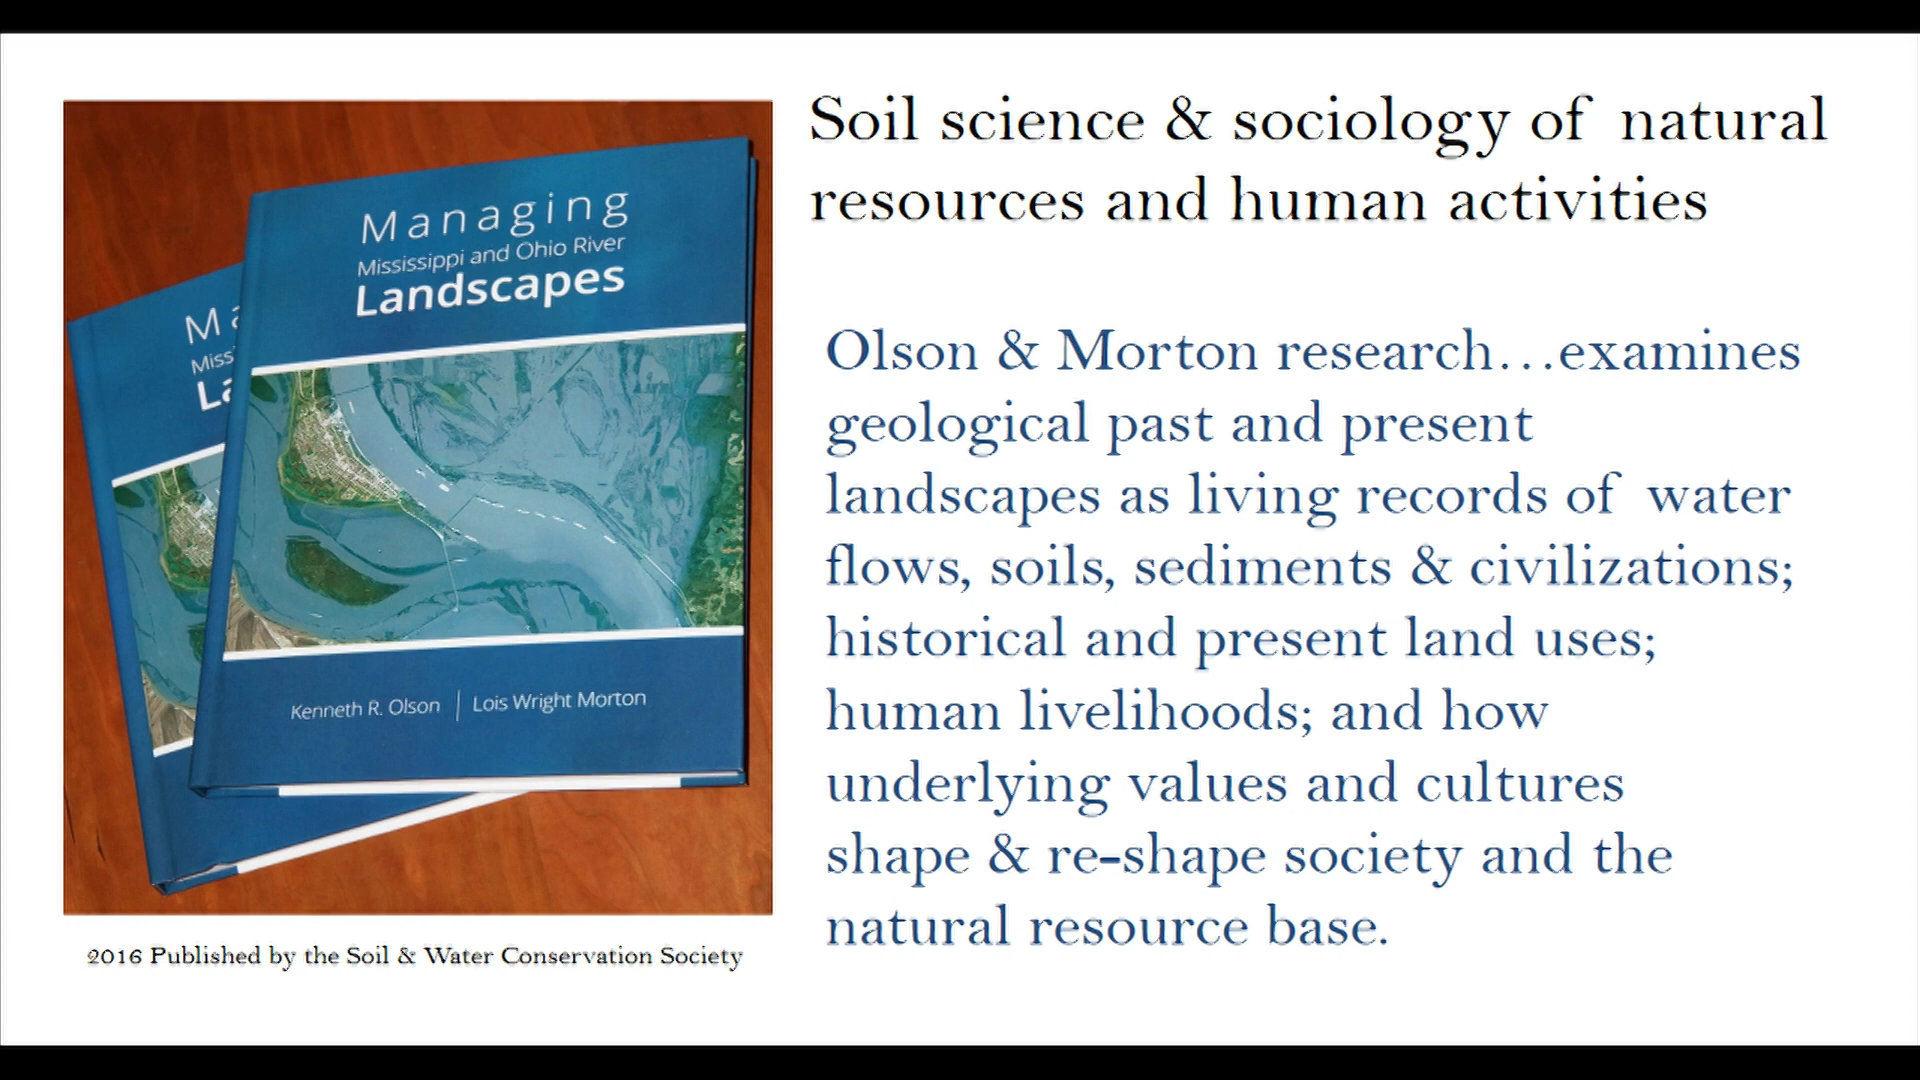 Soil science & sociology of natural
resources and human activities
Managing
Mississippi and Ohio River
Landscapes
Kenneth R. Olson | Lois Wright Morton
Ma
Miss
La
2016 Published by the Soil & Water Conservation Society
Olson & Morton research…examines
geological past and present
landscapes as living records of water
flows, soils, sediments & civilizations;
historical and present land uses;
human livelihoods; and how
underlying values and cultures
shape & re-shape society and the
natural resource base.